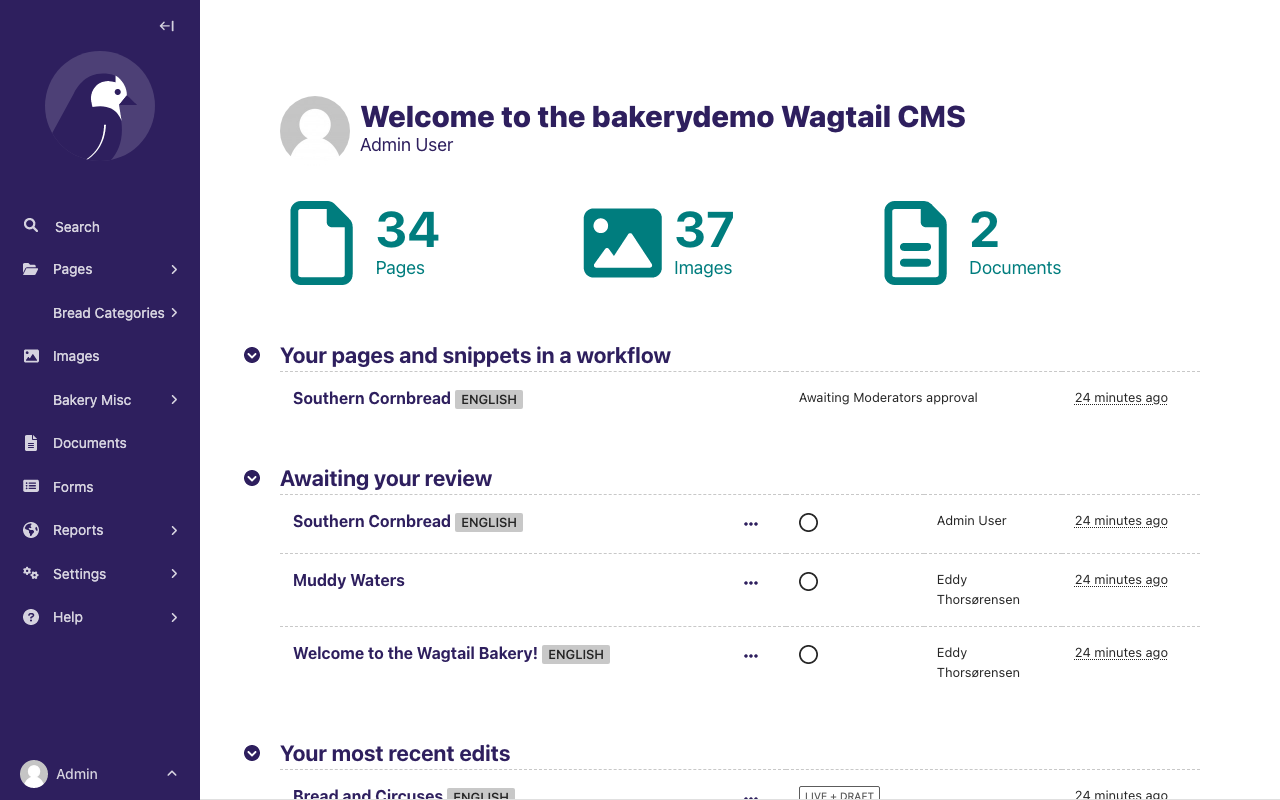 Welcome to the bakerydemo Wagtail CMS
Admin User
Search
Pages
Bread Categories
Images
Bakery Misc
Documents
Forms
Reports
Settings
Help
Admin
34
Pages
37
Images
2
Documents
Your pages and snippets in a workflow
Southern Cornbread ENGLISH Awaiting Moderators approval 24 minutes ago
Awaiting your review
Southern Cornbread ENGLISH Admin User 24 minutes ago
Muddy Waters Eddy Thorsørensen 24 minutes ago
Welcome to the Wagtail Bakery! ENGLISH Eddy Thorsørensen 24 minutes ago
Your most recent edits
Bread and Circuses ENGLISH LIVE + DRAFT 24 minutes ago